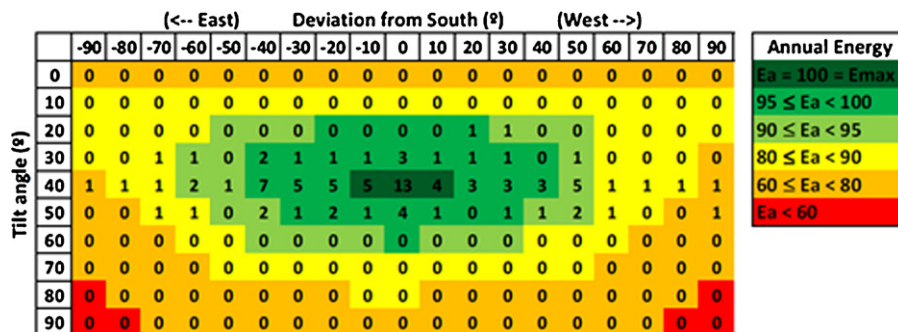 (<-- East) Deviation from South (º) (West -->)
-90 -80 -70 -60 -50 -40 -30 -20 -10 0 10 20 30 40 50 60 70 80 90
Tilt angle (º)
0 0 0 0 0 0 0 0 0 0 0 0 0 0 0 0 0 0 0 0
10 0 0 0 0 0 0 0 0 0 0 0 0 0 0 0 0 0 0 0
20 0 0 0 0 0 0 0 0 0 0 0 1 1 0 0 0 0 0 0
30 0 0 1 1 0 2 1 1 1 3 1 1 1 0 1 0 0 0 0
40 1 1 1 2 1 7 5 5 5 13 4 3 3 3 5 1 1 1 1
50 0 0 1 1 0 2 1 2 1 4 1 0 1 1 2 1 0 0 1
60 0 0 0 0 0 0 0 0 0 0 0 0 0 0 0 0 0 0 0
70 0 0 0 0 0 0 0 0 0 0 0 0 0 0 0 0 0 0 0
80 0 0 0 0 0 0 0 0 0 0 0 0 0 0 0 0 0 0 0
90 0 0 0 0 0 0 0 0 0 0 0 0 0 0 0 0 0 0 0
Annual Energy
Ea = 100 = Emax
95 ≤ Ea < 100
90 ≤ Ea < 95
80 ≤ Ea < 90
60 ≤ Ea < 80
Ea < 60